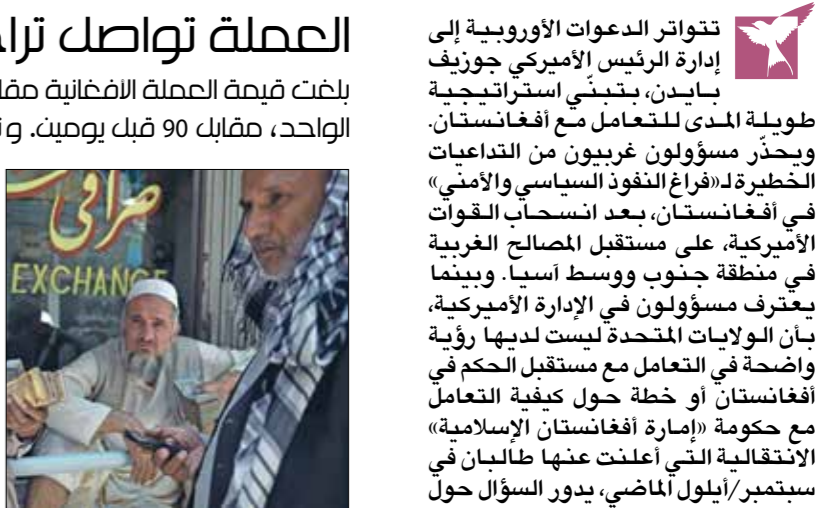 تتواتر الدعوات الأوروبية إلى
إدارة الرئيس الأميركي جوزيف
بايدن، بتبنّي استراتيجية
طويلة المدى للتعامل مع أفغانستان.
ويحذّر مسؤولون غربيون من التداعيات
الخطيرة لـ«فراغ النفوذ السياسي والأمني»
في أفغانستان، بعد انسحاب القوات
الأميركية، على مستقبل المصالح الغربية
في منطقة جنوب ووسط آسيا. وبينما
يعترف مسؤولون في الإدارة الأميركية،
بأن الولايات المتحدة ليست لديها رؤية
واضحة في التعامل مع مستقبل الحكم في
أفغانستان أو خطة حول كيفية التعامل
مع حكومة «إمارة أفغانستان الإسلامية»
الانتقالية التي أعلنت عنها طالبان في
سبتمبر/أيلول الماضي، يدور السؤال حول
العملة تواصل
بلغت قيمة العملة الأفغانية
الواحد، مقابل 90 قبل يومين.
صرافی
EXCHANGE